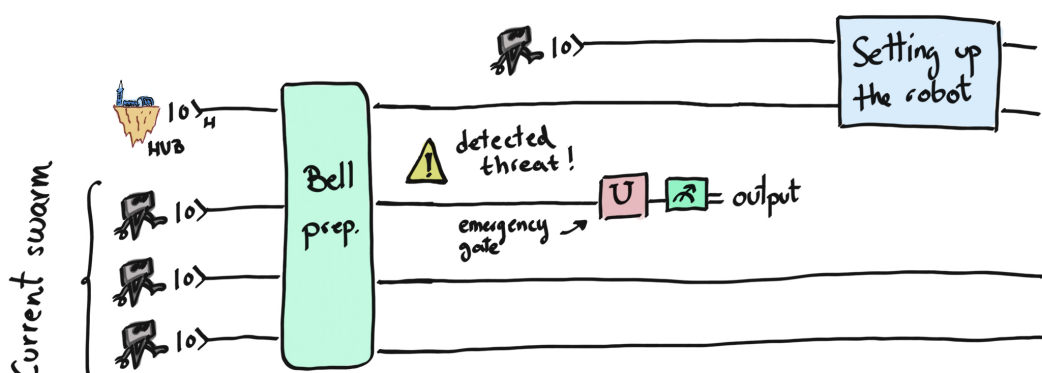 |0⟩
Setting up
the robot
|0⟩H
HUB
Bell
prep.
detected
threat!
!
Current swarm
|0⟩
emergency
gate
U
output
|0⟩
|0⟩